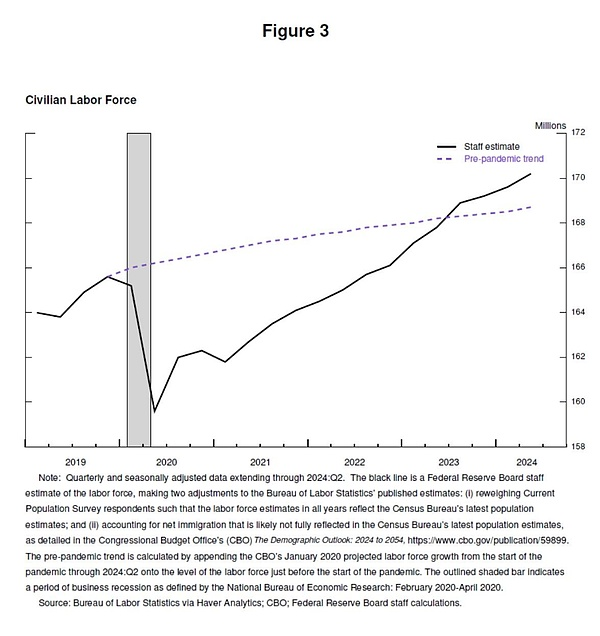 Figure 3
Civilian Labor Force
Millions
172
Staff estimate
Pre-pandemic trend
170
168
166
164
162
160
158
2019 2020 2021 2022 2023 2024
Note: Quarterly and seasonally adjusted data extending through 2024:Q2. The black line is a Federal Reserve Board staff
estimate of the labor force, making two adjustments to the Bureau of Labor Statistics' published estimates: (i) reweighing Current
Population Survey respondents such that the labor force estimates in all years reflect the Census Bureau's latest population
estimates; and (ii) accounting for net immigration that is likely not fully reflected in the Census Bureau's latest population estimates,
as detailed in the Congressional Budget Office's (CBO) The Demographic Outlook: 2024 to 2054, https://www.cbo.gov/publication/59899.
The pre-pandemic trend is calculated by appending the CBO's January 2020 projected labor force growth from the start of the
pandemic through 2024:Q2 onto the level of the labor force just before the start of the pandemic. The outlined shaded bar indicates
a period of business recession as defined by the National Bureau of Economic Research: February 2020-April 2020.
Source: Bureau of Labor Statistics via Haver Analytics; CBO; Federal Reserve Board staff calculations.